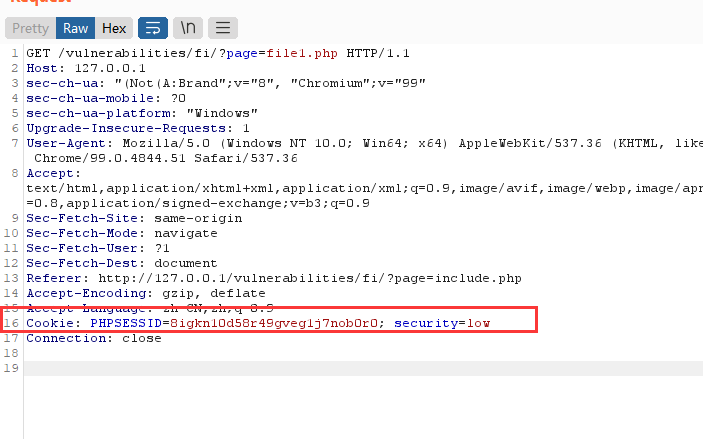 Request
Pretty Raw Hex \n
1 GET /vulnerabilities/fi/?page=file1.php HTTP/1.1
2 Host: 127.0.0.1
3 sec-ch-ua: "(Not(A:Brand";v="8", "Chromium";v="99"
4 sec-ch-ua-mobile: ?0
5 sec-ch-ua-platform: "Windows"
6 Upgrade-Insecure-Requests: 1
7 User-Agent: Mozilla/5.0 (Windows NT 10.0; Win64; x64) AppleWebKit/537.36 (KHTML, like
Chrome/99.0.4844.51 Safari/537.36
8 Accept:
text/html,application/xhtml+xml,application/xml;q=0.9,image/avif,image/webp,image/apn
=0.8,application/signed-exchange;v=b3;q=0.9
9 Sec-Fetch-Site: same-origin
10 Sec-Fetch-Mode: navigate
11 Sec-Fetch-User: ?1
12 Sec-Fetch-Dest: document
13 Referer: http://127.0.0.1/vulnerabilities/fi/?page=include.php
14 Accept-Encoding: gzip, deflate
15 Accept-Language: zh-CN,zh;q=0.9
16 Cookie: PHPSESSID=8igkn10d58r49gveg1j7nob0r0; security=low
17 Connection: close
18
19